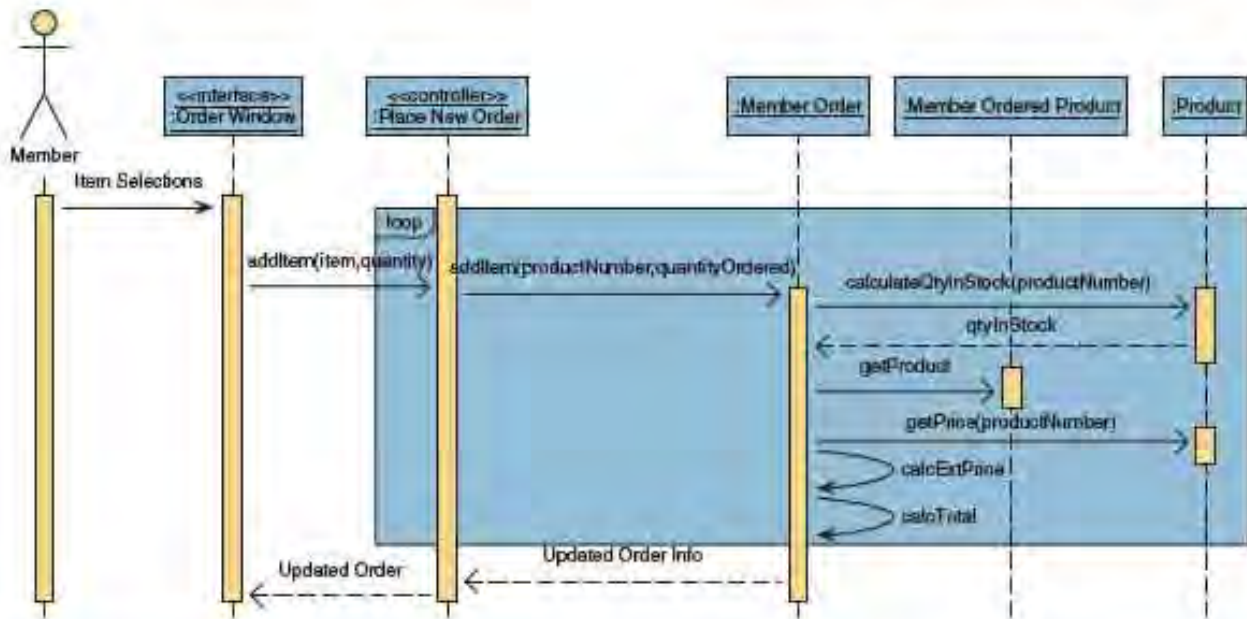 <<interface>>
:Order Window
<<controller>>
:Place New Order
:Member Order
:Member Ordered Product
:Product
Member
Item Selections
loop
addItem(item,quantity)
addItem(productNumber,quantityOrdered)
calculateQtyInStock(productNumber)
qtyInStock
getProduct
getPrice(productNumber)
calcExtPrice
calcTotal
Updated Order Info
Updated Order